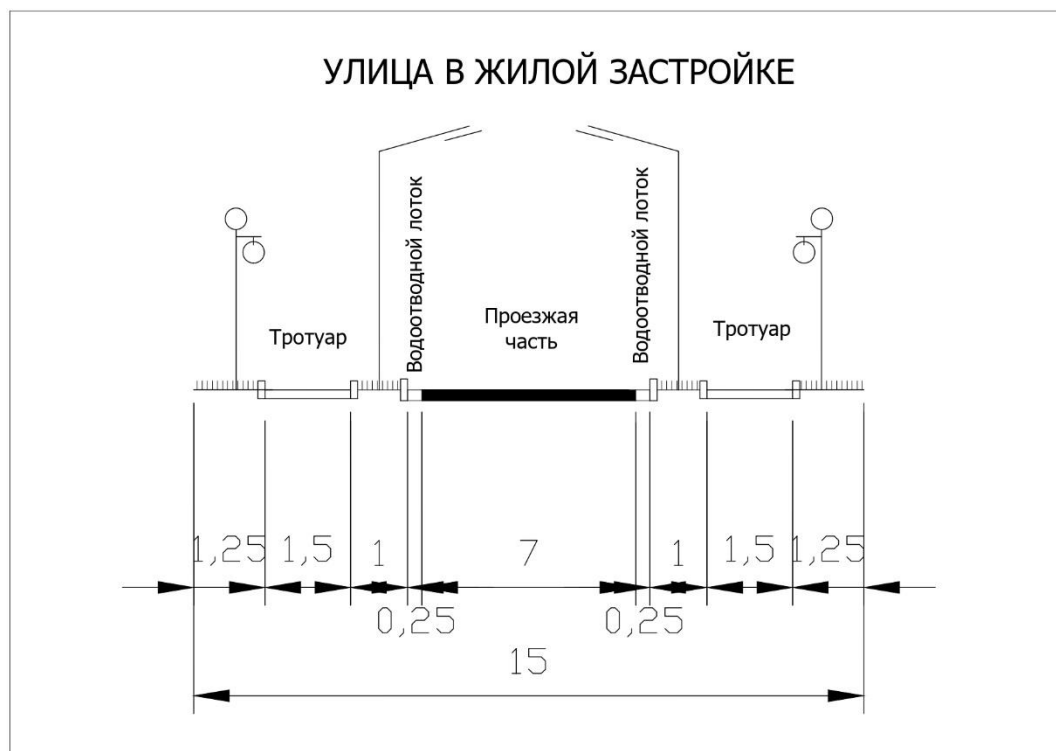 УЛИЦА В ЖИЛОЙ ЗАСТРОЙКЕ
Водоотводной лоток
Водоотводной лоток
Тротуар
Проезжая
часть
Тротуар
1,25 1,5 1 7 1 1,5 1,25
0,25 0,25
15